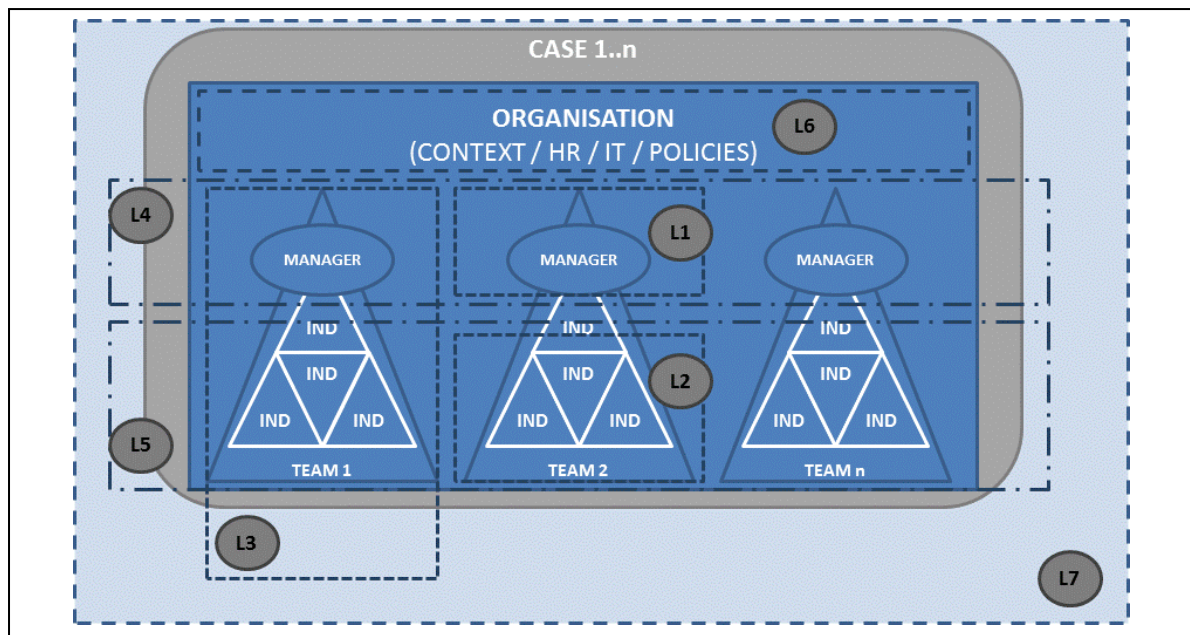 CASE 1..n
ORGANISATION
(CONTEXT / HR / IT / POLICIES)
L6
L4
L1
MANAGER
MANAGER
MANAGER
IND
IND
IND
IND
IND
IND
L2
IND
IND
IND
IND
IND
IND
L5
TEAM 1
TEAM 2
TEAM n
L3
L7